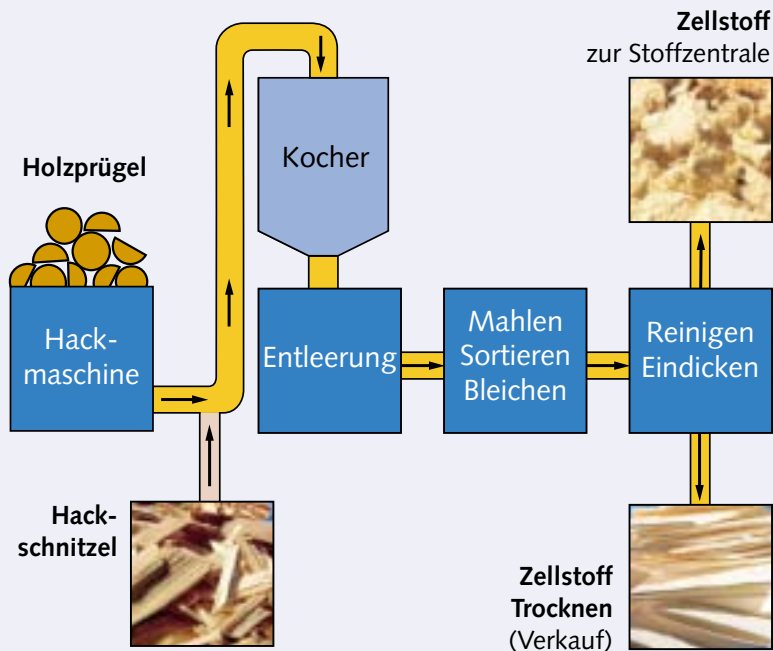 Zellstoff
zur Stoffzentrale
Kocher
Holzprügel
Hack-
maschine
Entleerung
Mahlen
Sortieren
Bleichen
Reinigen
Eindicken
Hack-
schnitzel
Zellstoff
Trocknen
(Verkauf)